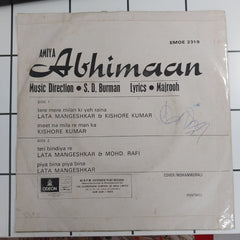 AMIYA
EMOE 2319
Abhimaan
Music Direction • S. D. Burman Lyrics • Majrooh
SIDE 1
tere mere milan ki yeh raina
LATA MANGESHKAR & KISHORE KUMAR
meet na mila re man ka
KISHORE KUMAR
SIDE 2
teri bindiya re
LATA MANGESHKAR & MOHD. RAFI
piya bina piya bina
LATA MANGESHKAR
ODEON